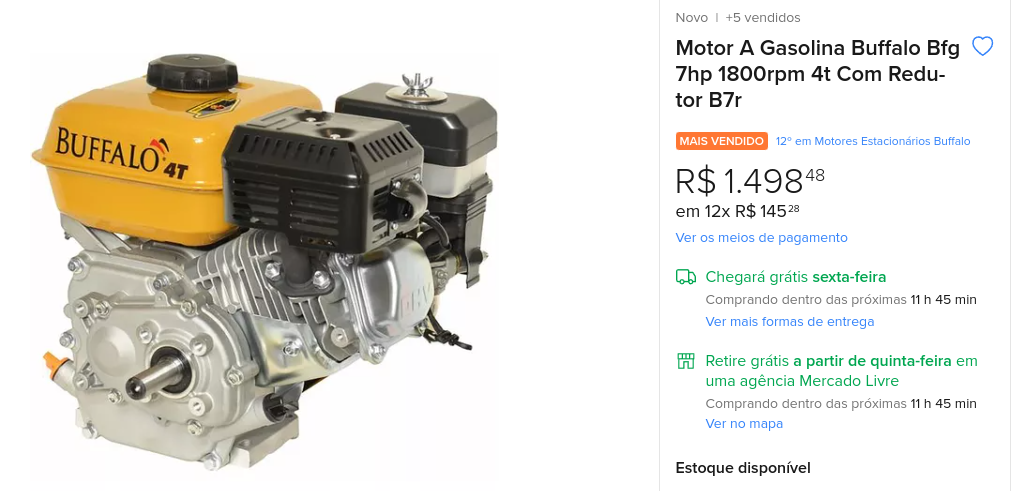 Novo | +5 vendidos
Motor A Gasolina Buffalo Bfg
7hp 1800rpm 4t Com Redu-
tor B7r
MAIS VENDIDO 12º em Motores Estacionários Buffalo
R$ 1.498 48
em 12x R$ 145 28
Ver os meios de pagamento
Chegará grátis sexta-feira
Comprando dentro das próximas 11 h 45 min
Ver mais formas de entrega
Retire grátis a partir de quinta-feira em
uma agência Mercado Livre
Comprando dentro das próximas 11 h 45 min
Ver no mapa
Estoque disponível
BUFFALO
4T